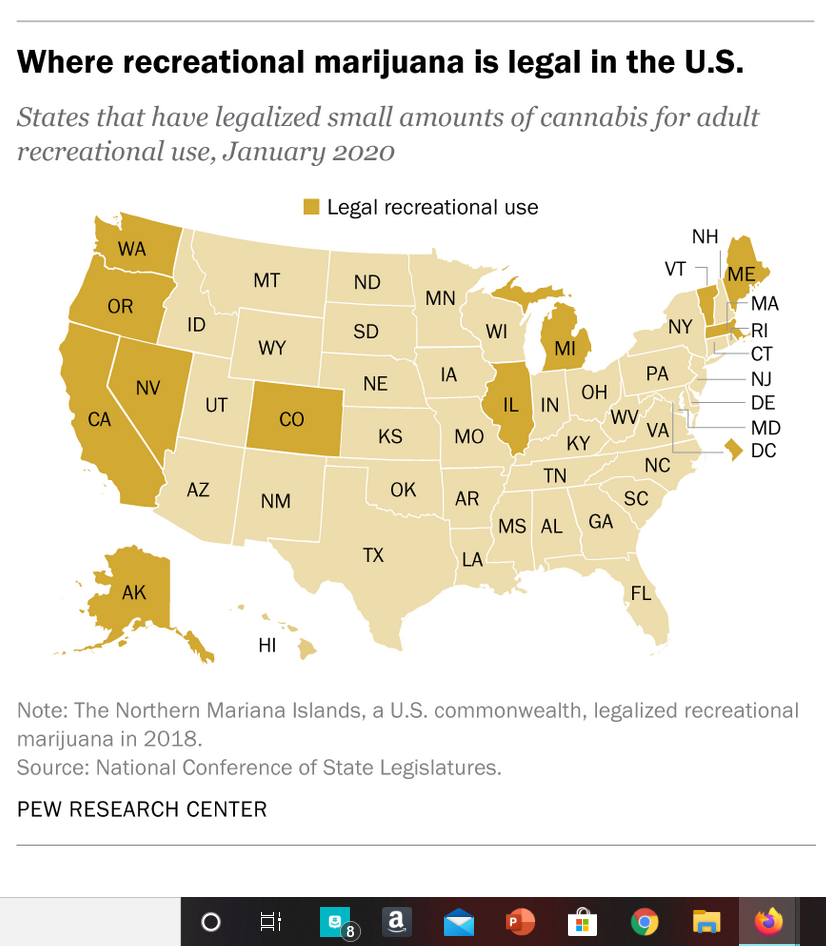 Where recreational marijuana is legal in the U.S.
States that have legalized small amounts of cannabis for adult
recreational use, January 2020
Legal recreational use
WA
MT
ND
MN
OR
ID
WY
SD
WI
MI
NY
NH
VT
ME
MA
RI
CT
NJ
DE
MD
DC
NV
UT
CO
CA
NE
IA
IL
IN
OH
PA
WV
VA
KS
MO
KY
NC
TN
SC
AZ
NM
OK
AR
MS
AL
GA
TX
LA
FL
AK
HI
Note: The Northern Mariana Islands, a U.S. commonwealth, legalized recreational
marijuana in 2018.
Source: National Conference of State Legislatures.
PEW RESEARCH CENTER
8
a
P